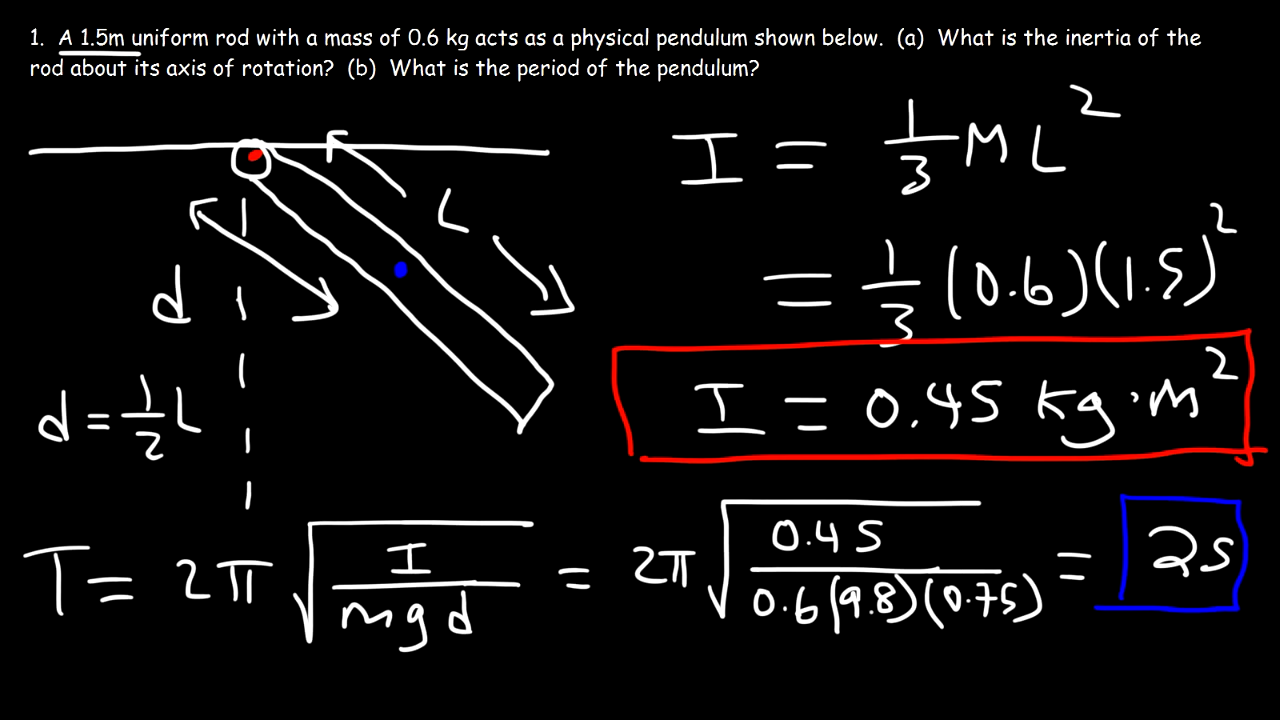 1. A 1.5m uniform rod with a mass of 0.6 kg acts as a physical pendulum shown below. (a) What is the inertia of the
rod about its axis of rotation? (b) What is the period of the pendulum?
I = 1/3 ML²
L
= 1/3 (0.6)(1.5)²
d
I = 0.45 kg·m²
d = 1/2 L
T = 2π √(I/mgd) = 2π √(0.45/0.6(9.8)(0.75)) = 2s